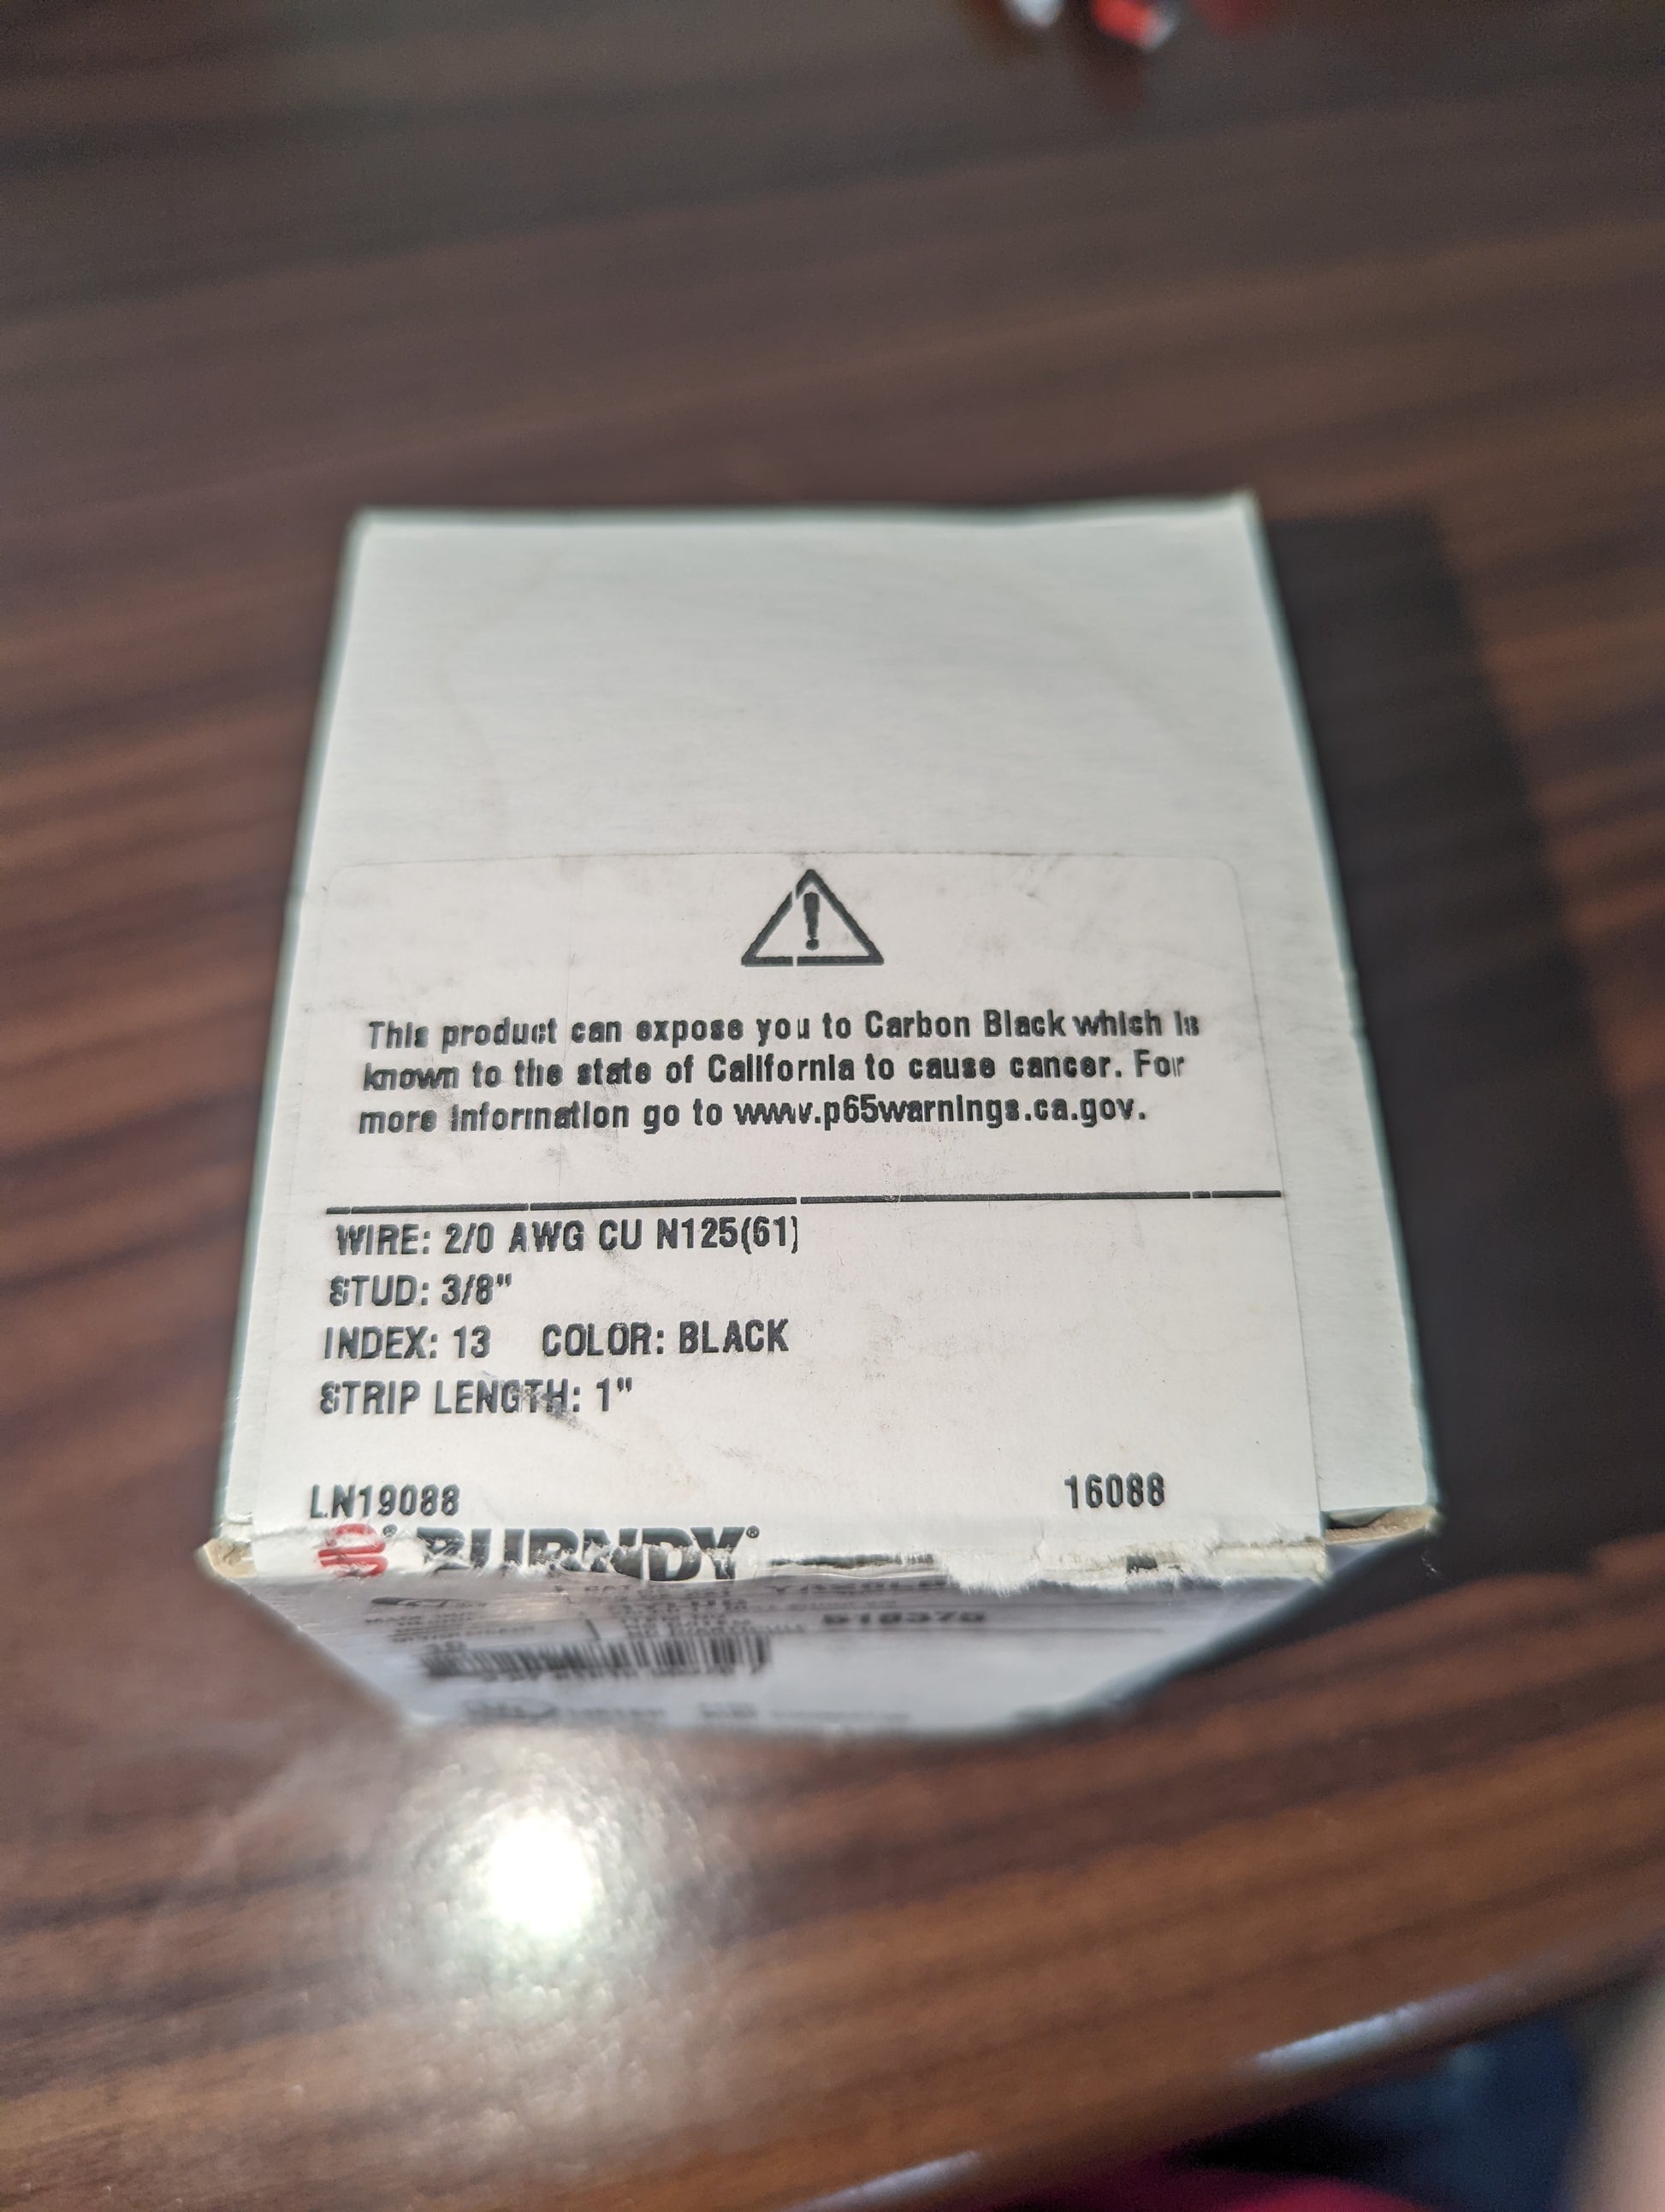 This product can expose you to Carbon Black which is
known to the state of California to cause cancer. For
more information go to www.p65warnings.ca.gov.
WIRE: 2/0 AWG CU N125(61)
STUD: 3/8"
INDEX: 13 COLOR: BLACK
STRIP LENGTH: 1"
LN19088 16088
BURNDY®